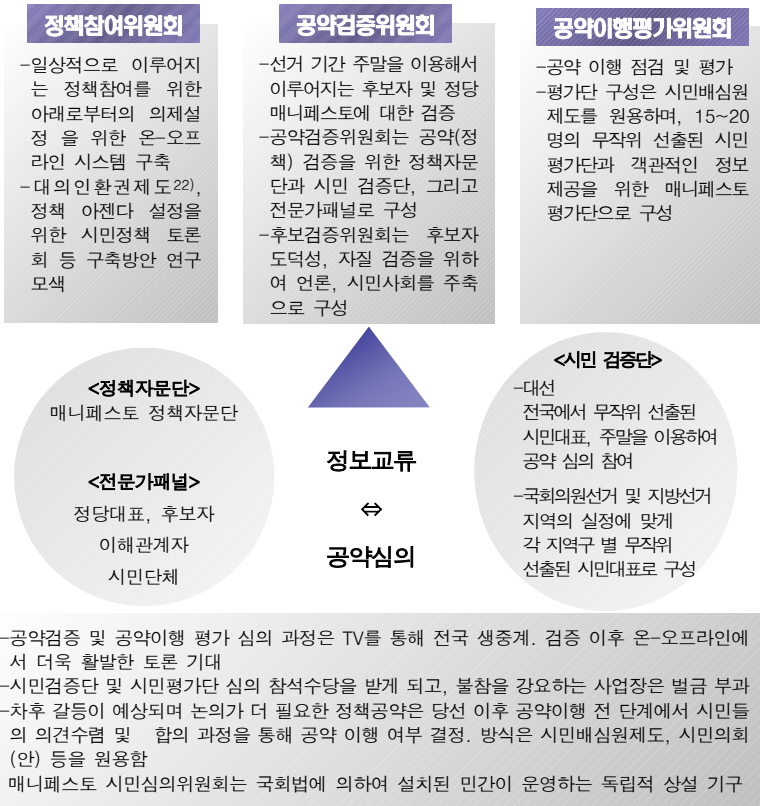 정책참여위원회
-일상적으로 이루어지
는 정책참여를 위한
아래로부터의 의제설
정 을 위한 온-오프
라인 시스템 구축
-대의인환권제도22),
정책 아젠다 설정을
위한 시민정책 토론
회 등 구축방안 연구
모색
공약검증위원회
-선거 기간 주말을 이용해서
이루어지는 후보자 및 정당
매니페스토에 대한 검증
-공약검증위원회는 공약(정
책) 검증을 위한 정책자문
단과 시민 검증단, 그리고
전문가패널로 구성
-후보검증위원회는 후보자
도덕성, 자질 검증을 위하
여 언론, 시민사회를 주축
으로 구성
공약이행평가위원회
-공약 이행 점검 및 평가
-평가단 구성은 시민배심원
제도를 원용하며, 15~20
명의 무작위 선출된 시민
평가단과 객관적인 정보
제공을 위한 매니페스토
평가단으로 구성
<정책자문단>
매니페스토 정책자문단
<전문가패널>
정당대표, 후보자
이해관계자
시민단체
정보교류
⇔
공약심의
<시민 검증단>
-대선
전국에서 무작위 선출된
시민대표, 주말을 이용하여
공약 심의 참여
-국회의원선거 및 지방선거
지역의 실정에 맞게
각 지역구 별 무작위
선출된 시민대표로 구성
-공약검증 및 공약이행 평가 심의 과정은 TV를 통해 전국 생중계. 검증 이후 온-오프라인에
서 더욱 활발한 토론 기대
-시민검증단 및 시민평가단 심의 참석수당을 받게 되고, 불참을 강요하는 사업장은 벌금 부과
-차후 갈등이 예상되며 논의가 더 필요한 정책공약은 당선 이후 공약이행 전 단계에서 시민들
의 의견수렴 및 합의 과정을 통해 공약 이행 여부 결정. 방식은 시민배심원제도, 시민의회
(안) 등을 원용함
매니페스토 시민심의위원회는 국회법에 의하여 설치된 민간이 운영하는 독립적 상설 기구